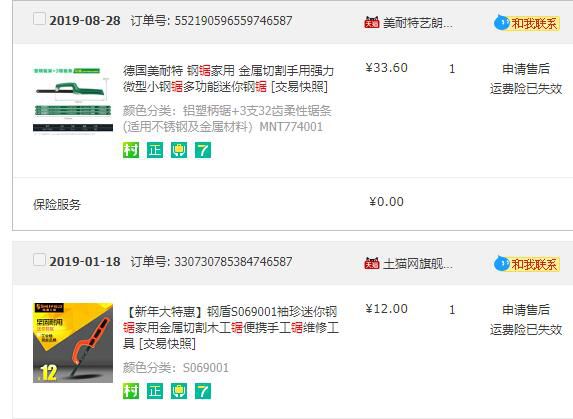 2019-08-28 订单号: 552190596559746587 天猫 美耐特艺朗... 和我联系
德国美耐特 钢锯家用 金属切割手用强力 ¥33.60 1 申请售后
微型小钢锯多功能迷你钢锯 [交易快照] 运费险已失效
颜色分类：铝塑柄锯+3支32齿柔性锯条
(适用不锈钢及金属材料）MNT774001
村 正 7
保险服务 ¥0.00
2019-01-18 订单号: 330730785384746587 天猫 土猫网旗舰... 和我联系
【新年大特惠】钢盾S069001袖珍迷你钢 ¥12.00 1 申请售后
锯家用金属切割木工锯便携手工锯维修工 运费险已失效
具 [交易快照]
颜色分类：S069001
坚固耐用
¥12
村 正 7